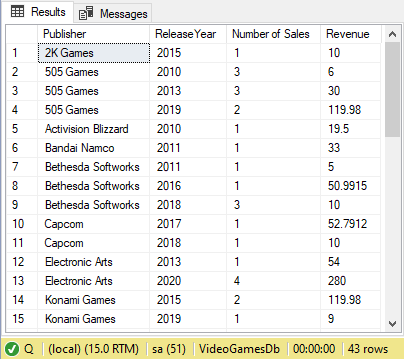 Results Messages
Publisher ReleaseYear Number of Sales Revenue
1 2K Games 2015 1 10
2 505 Games 2010 3 6
3 505 Games 2013 3 30
4 505 Games 2019 2 119.98
5 Activision Blizzard 2010 1 19.5
6 Bandai Namco 2011 1 33
7 Bethesda Softworks 2011 1 5
8 Bethesda Softworks 2016 1 50.9915
9 Bethesda Softworks 2018 3 10
10 Capcom 2017 1 52.7912
11 Capcom 2018 1 10
12 Electronic Arts 2013 1 54
13 Electronic Arts 2020 4 280
14 Konami Games 2015 2 119.98
15 Konami Games 2019 1 9
Q (local) (15.0 RTM) sa (51) VideoGamesDb 00:00:00 43 rows